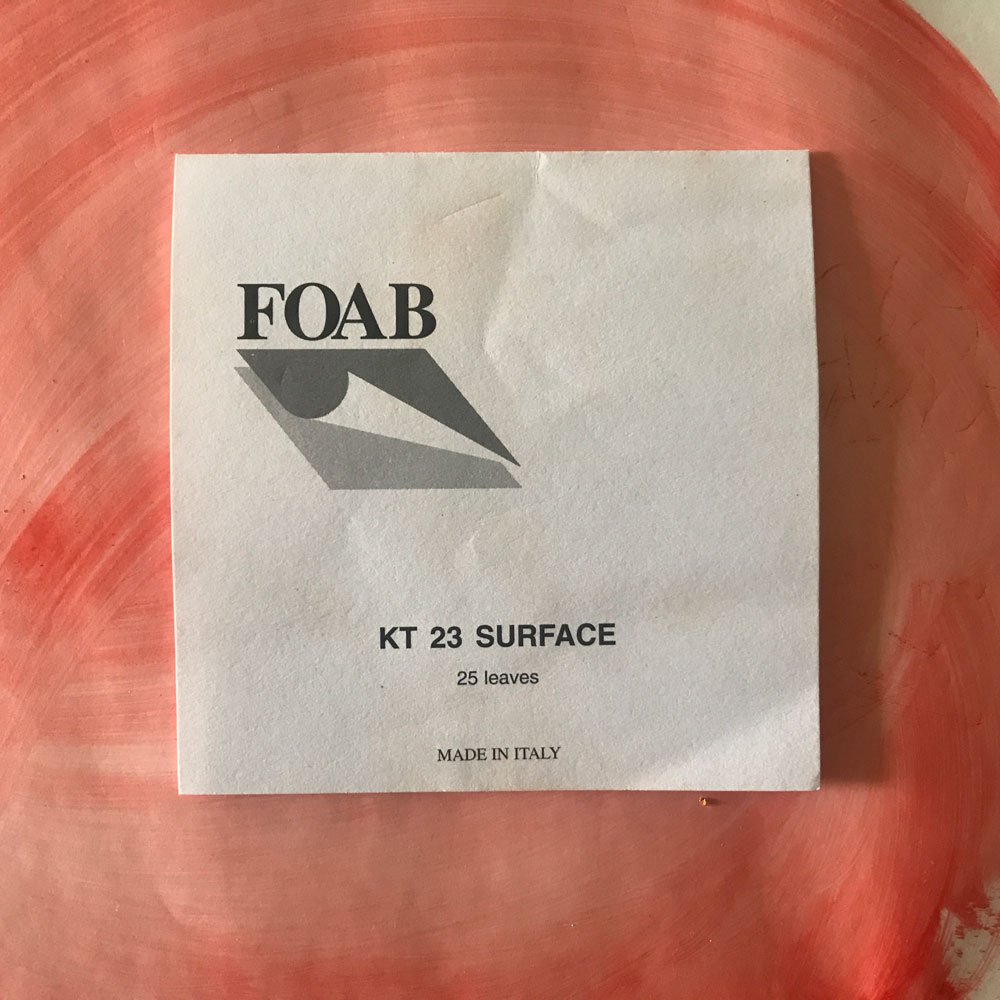 FOAB
KT 23 SURFACE
25 leaves
MADE IN ITALY